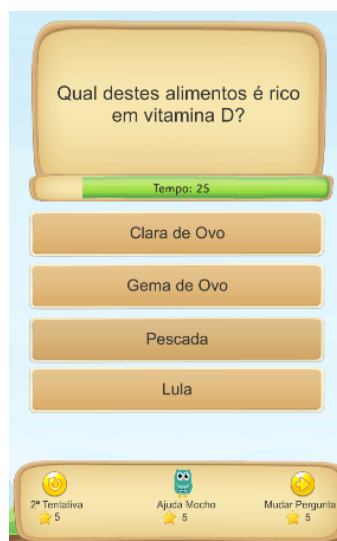 Qual destes alimentos é rico
em vitamina D?
Tempo: 25
Clara de Ovo
Gema de Ovo
Pescada
Lula
2ª Tentativa
5
Ajuda Mocho
5
Mudar Pergunta
5